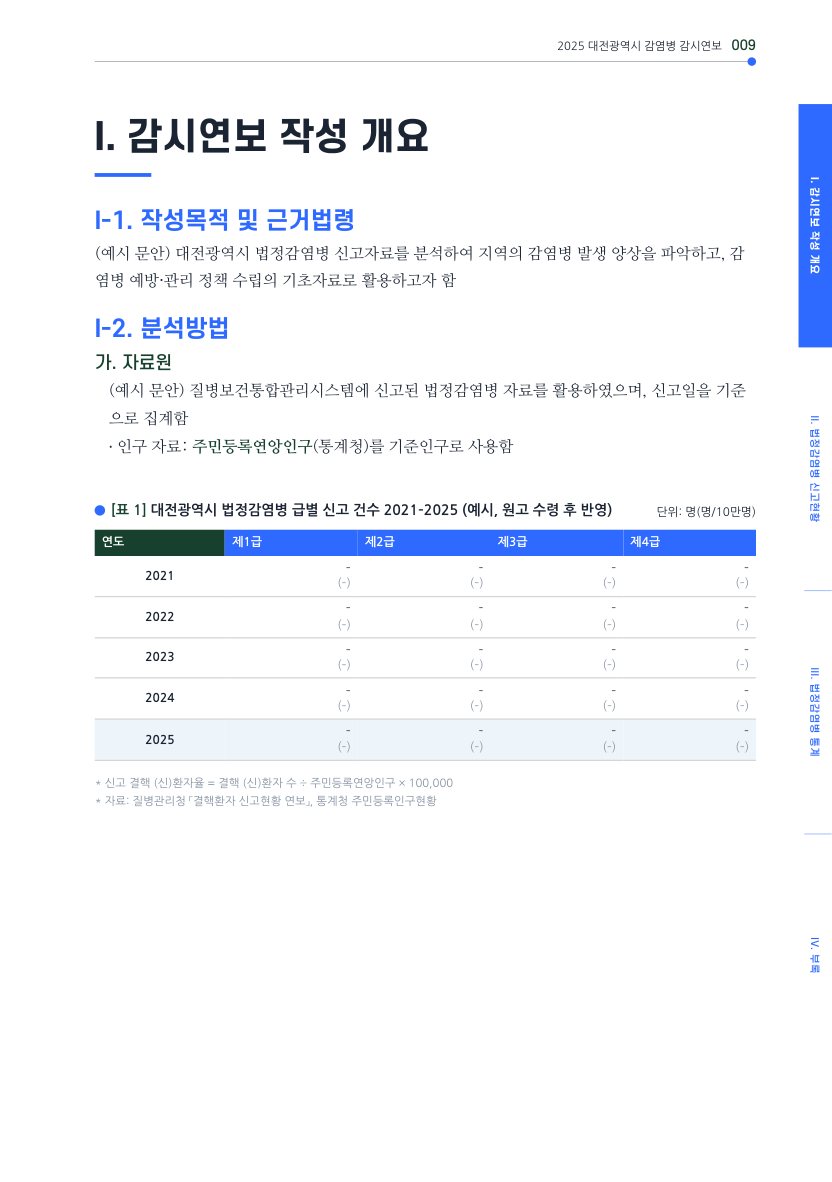 2025 대전광역시 감염병 감시연보 009
I. 감시연보 작성 개요
I-1. 작성목적 및 근거법령
(예시 문안) 대전광역시 법정감염병 신고자료를 분석하여 지역의 감염병 발생 양상을 파악하고, 감
염병 예방·관리 정책 수립의 기초자료로 활용하고자 함
I-2. 분석방법
가. 자료원
(예시 문안) 질병보건통합관리시스템에 신고된 법정감염병 자료를 활용하였으며, 신고일을 기준
으로 집계함
· 인구 자료: 주민등록연앙인구(통계청)를 기준인구로 사용함
[표 1] 대전광역시 법정감염병 급별 신고 건수 2021-2025 (예시, 원고 수령 후 반영) 단위: 명(명/10만명)
연도 제1급 제2급 제3급 제4급
2021 - - - -
(-) (-) (-) (-)
2022 - - - -
(-) (-) (-) (-)
2023 - - - -
(-) (-) (-) (-)
2024 - - - -
(-) (-) (-) (-)
2025 - - - -
(-) (-) (-) (-)
* 신고 결핵 (신)환자율 = 결핵 (신)환자 수 ÷ 주민등록연앙인구 × 100,000
* 자료: 질병관리청 「결핵환자 신고현황 연보」, 통계청 주민등록인구현황
I. 감시연보 작성 개요
II. 법정감염병 신고현황
III. 법정감염병 통계
IV. 부록